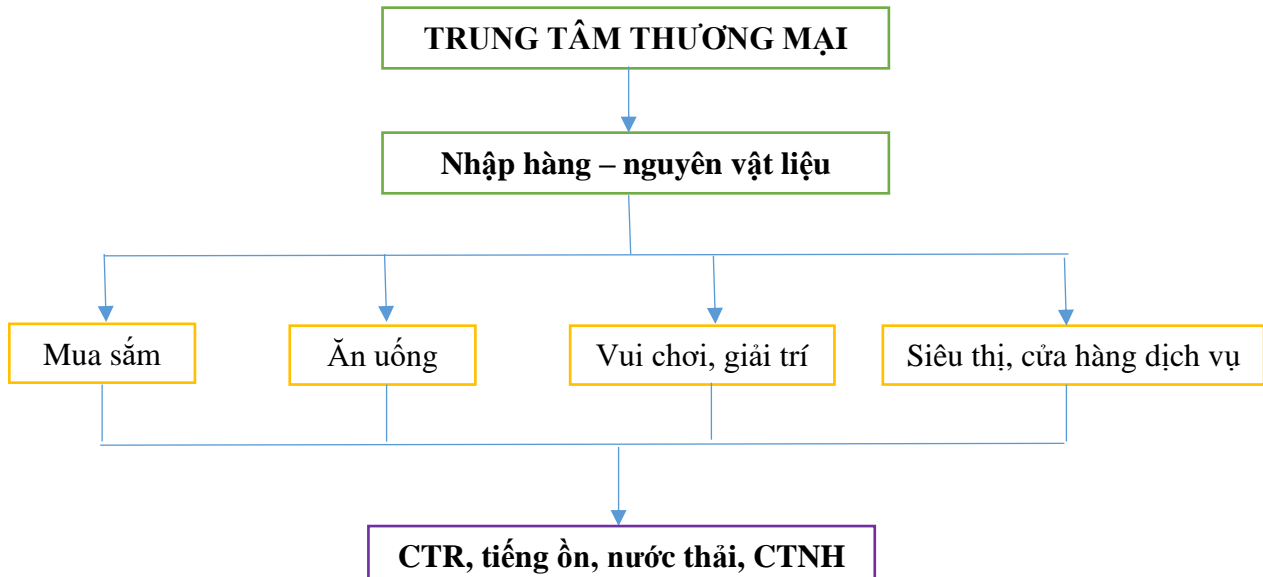 TRUNG TÂM THƯƠNG MẠI
Nhập hàng – nguyên vật liệu
Mua sắm
Ăn uống
Vui chơi, giải trí
Siêu thị, cửa hàng dịch vụ
CTR, tiếng ồn, nước thải, CTNH